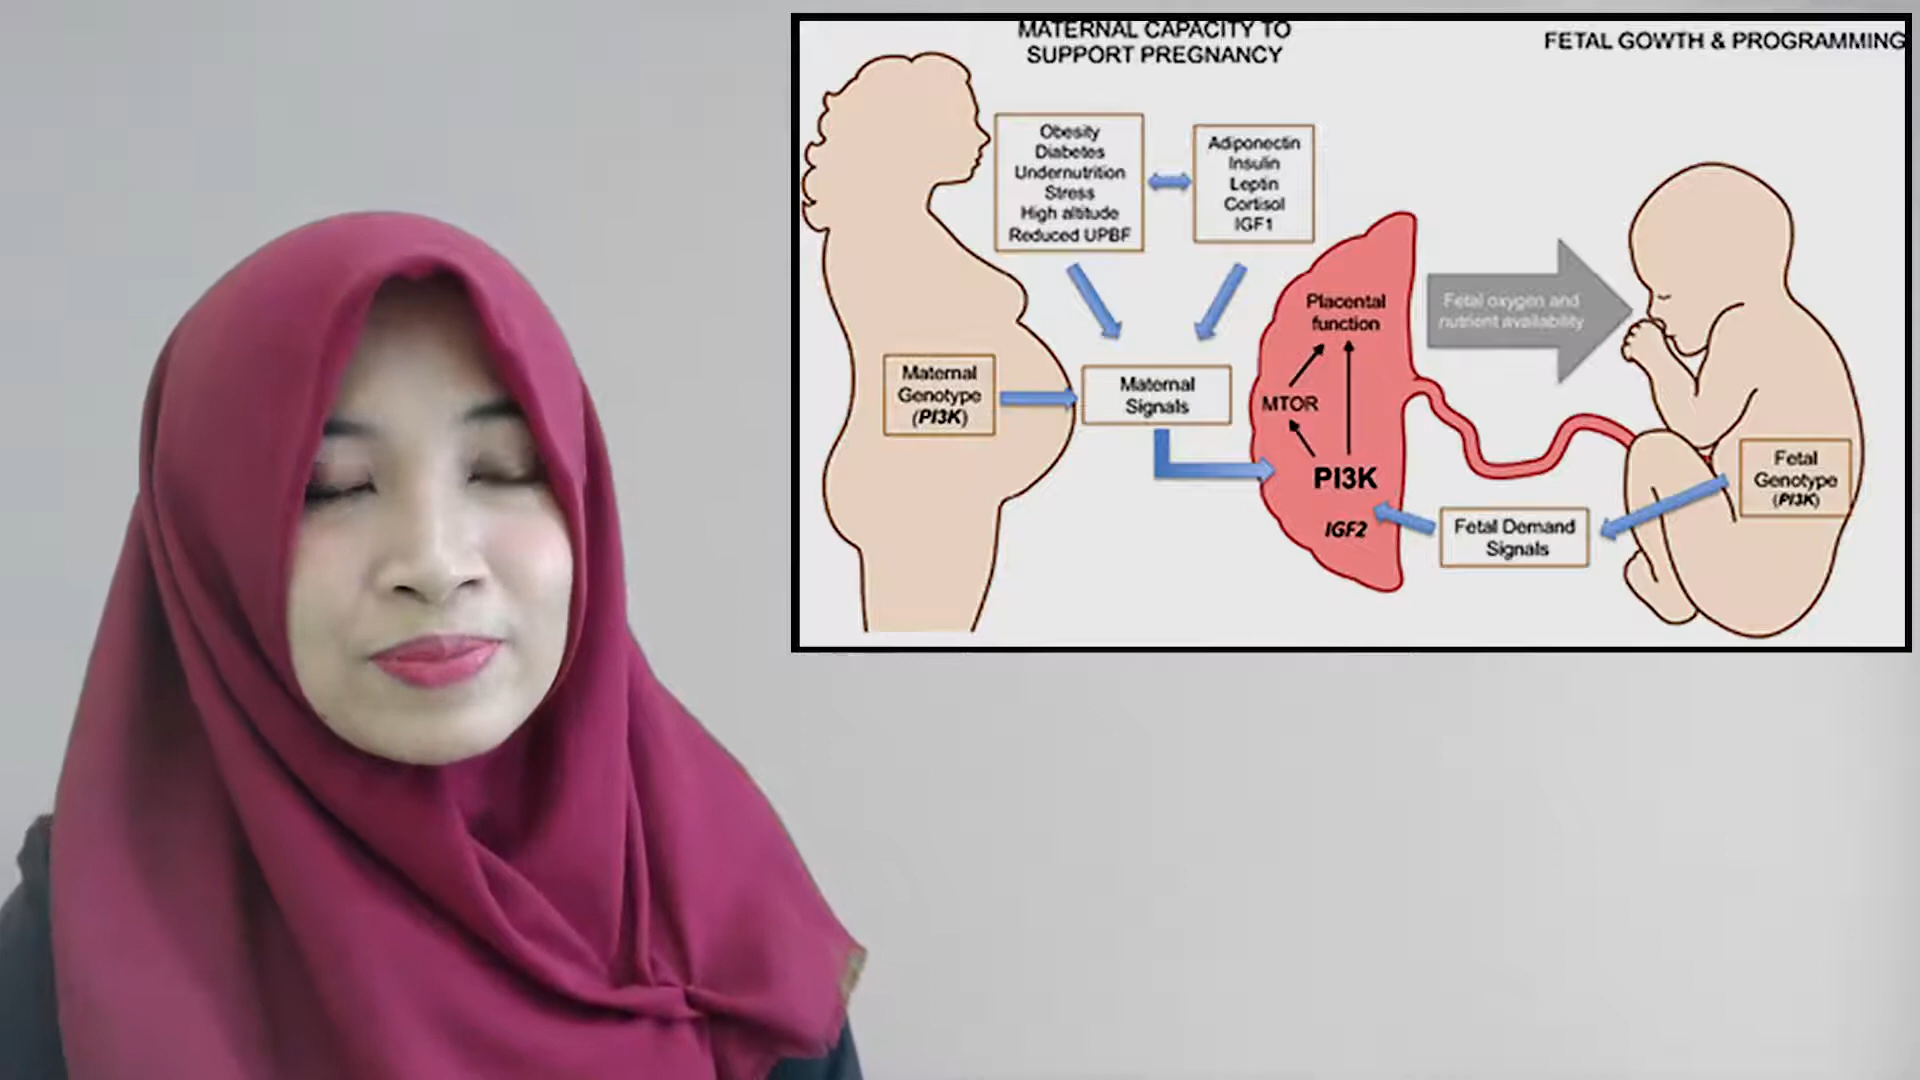 MATERNAL CAPACITY TO
SUPPORT PREGNANCY
FETAL GOWTH & PROGRAMMING
Obesity
Diabetes
Undernutrition
Stress
High altitude
Reduced UPBF
Adiponectin
Insulin
Leptin
Cortisol
IGF1
Placental
function
Fetal oxygen and
nutrient availability
Maternal
Genotype
(PI3K)
Maternal
Signals
MTOR
PI3K
IGF2
Fetal Demand
Signals
Fetal
Genotype
(PI3K)